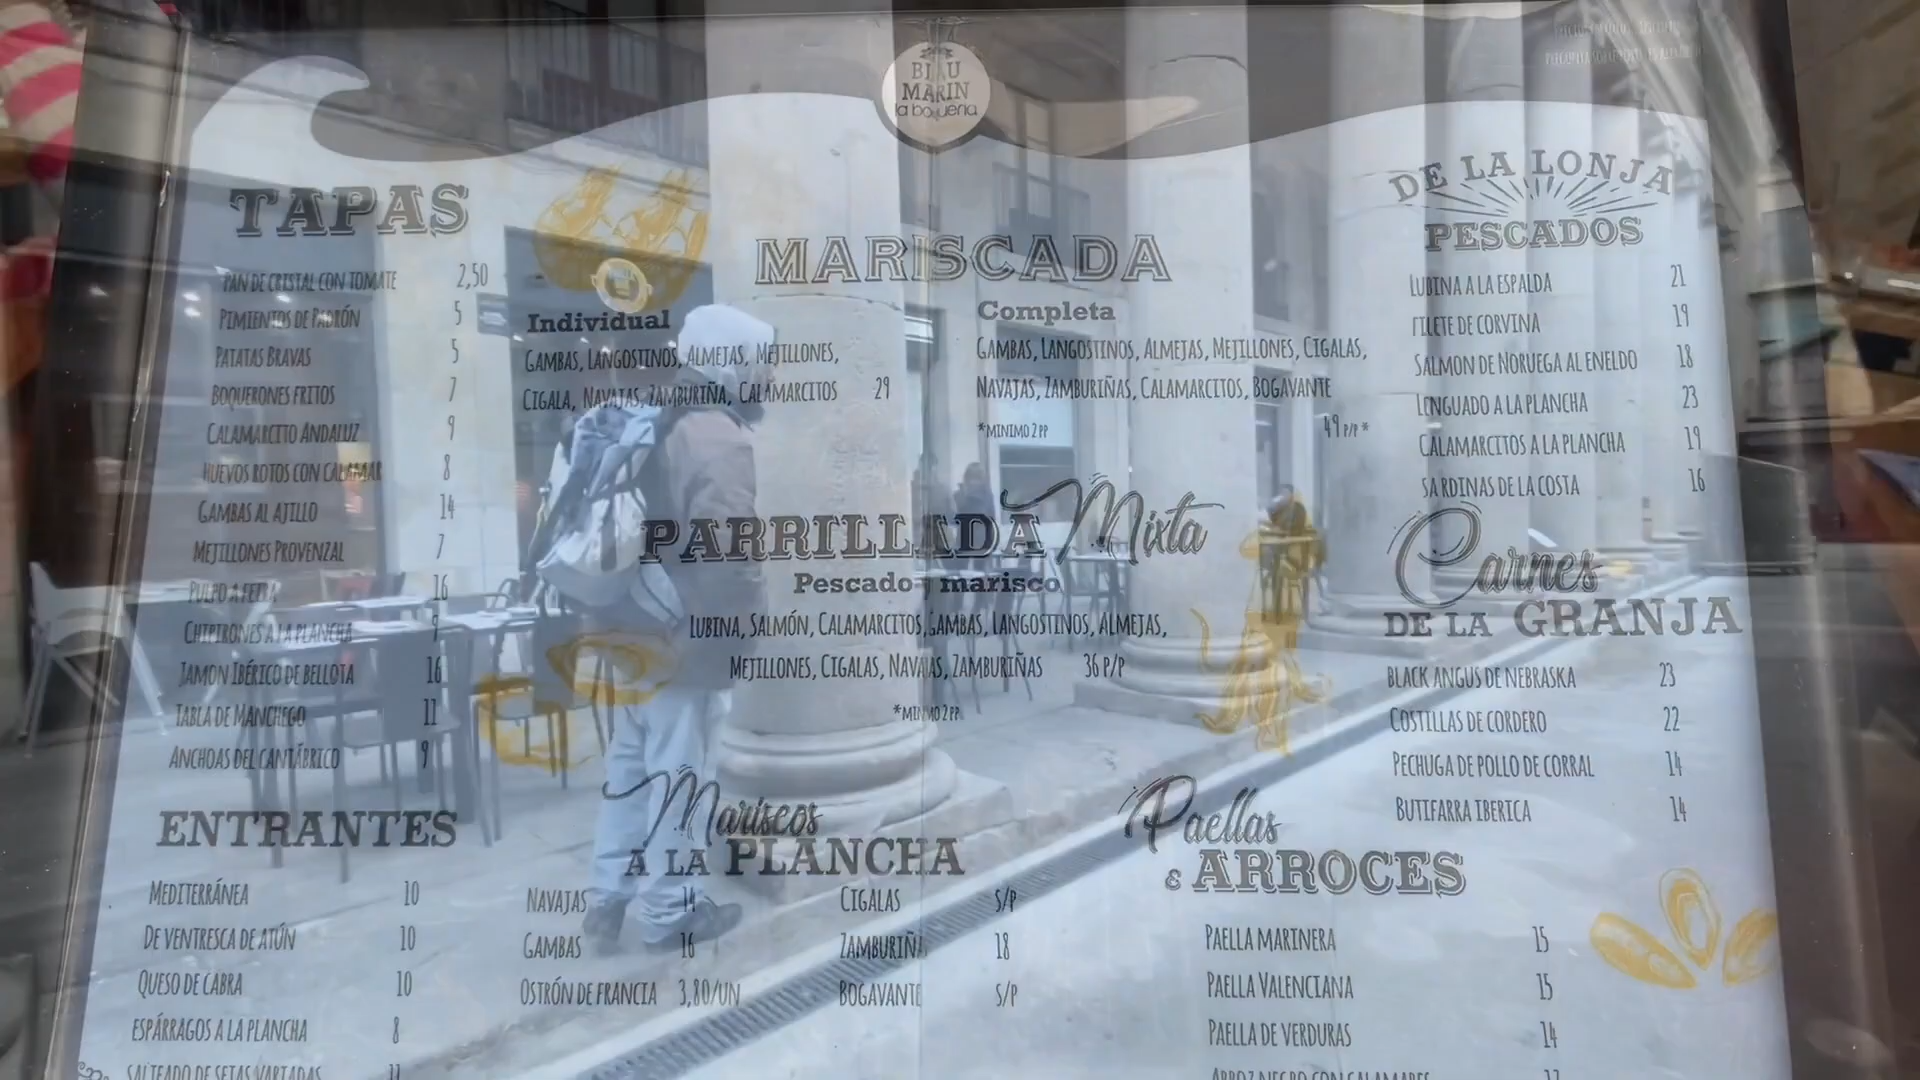 BLAU
MARIN
la boqueria
TAPAS
PAN DE CRISTAL CON TOMATE 2,50
PIMIENTOS DE PADRÓN 5
PATATAS BRAVAS 5
BOQUERONES FRITOS 7
CALAMARCITO ANDALUZ 9
HUEVOS ROTOS CON CALAMAR 8
GAMBAS AL AJILLO 14
MEJILLONES PROVENZAL 7
PULPO A FEIRA 16
CHIPIRONES A LA PLANCHA 9
JAMON IBÉRICO DE BELLOTA 16
TABLA DE MANCHEGO 11
ANCHOAS DEL CANTÁBRICO 9
ENTRANTES
MEDITERRÁNEA 10
DE VENTRESCA DE ATÚN 10
QUESO DE CABRA 10
ESPÁRRAGOS A LA PLANCHA 8
SALTEADO DE SETAS VARIADAS 11
MARISCADA
Individual
GAMBAS, LANGOSTINOS, ALMEJAS, MEJILLONES,
CIGALA, NAVAJAS, ZAMBURIÑA, CALAMARCITOS 29
Completa
GAMBAS, LANGOSTINOS, ALMEJAS, MEJILLONES, CIGALAS,
NAVAJAS, ZAMBURIÑAS, CALAMARCITOS, BOGAVANTE
*MINIMO 2 PP 49 P/P *
PARRILLADA Mixta
Pescado y marisco
LUBINA, SALMÓN, CALAMARCITOS, GAMBAS, LANGOSTINOS, ALMEJAS,
MEJILLONES, CIGALAS, NAVAJAS, ZAMBURIÑAS 36 P/P
*MINIMO 2 PP
Mariscos
A LA PLANCHA
NAVAJAS 14 CIGALAS S/P
GAMBAS 16 ZAMBURIÑA 18
OSTRÓN DE FRANCIA 3,80/UN BOGAVANTE S/P
DE LA LONJA
PESCADOS
LUBINA A LA ESPALDA 21
FILETE DE CORVINA 19
SALMON DE NORUEGA AL ENELDO 18
LENGUADO A LA PLANCHA 23
CALAMARCITOS A LA PLANCHA 19
SARDINAS DE LA COSTA 16
Carnes
DE LA GRANJA
BLACK ANGUS DE NEBRASKA 23
COSTILLAS DE CORDERO 22
PECHUGA DE POLLO DE CORRAL 14
BUTIFARRA IBERICA 14
Paellas
& ARROCES
PAELLA MARINERA 15
PAELLA VALENCIANA 15
PAELLA DE VERDURAS 14
ARROZ NEGRO CON CALAMARES